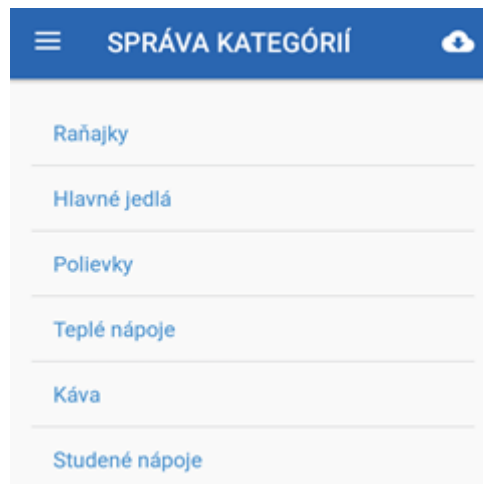 SPRÁVA KATEGÓRIÍ
Raňajky
Hlavné jedlá
Polievky
Teplé nápoje
Káva
Studené nápoje